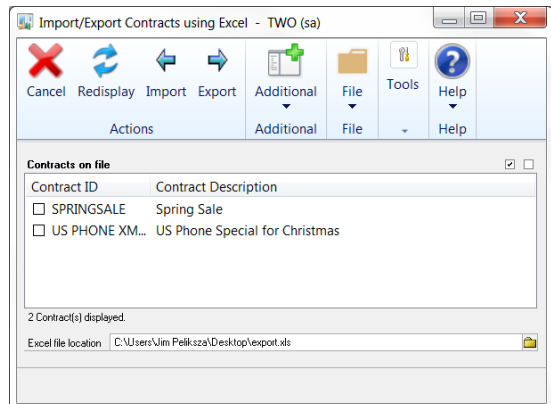 Import/Export Contracts using Excel - TWO (sa)
Cancel Redisplay Import Export Additional File Tools Help
Actions Additional File Help
Contracts on file
Contract ID Contract Description
SPRINGSALE Spring Sale
US PHONE XM... US Phone Special for Christmas
2 Contract(s) displayed.
Excel file location C:\Users\Jim Peliksza\Desktop\export.xls